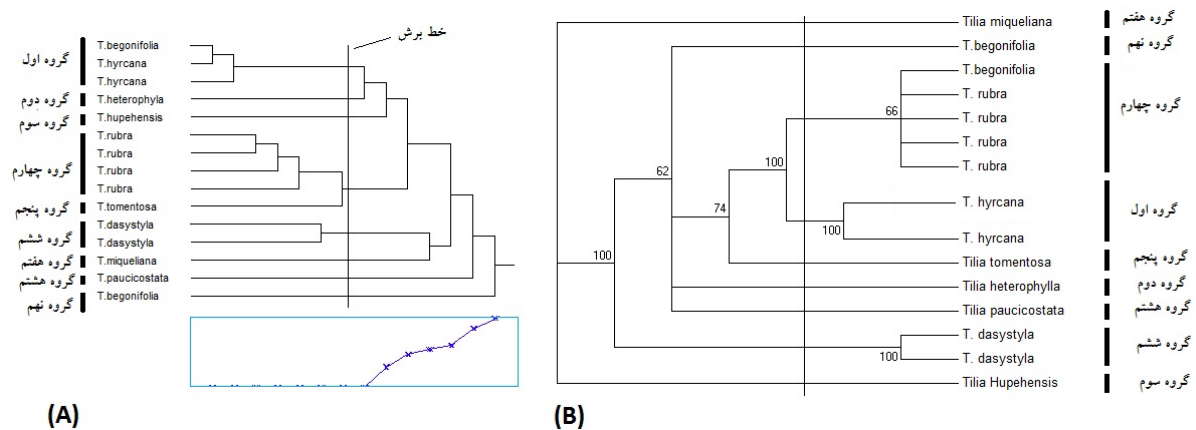 خط برش
گروه اول
T.begonifolia
T.hyrcana
T.hyrcana
گروه دوم
T.heterophyla
گروه سوم
T.hupehensis
گروه چهارم
T.rubra
T.rubra
T.rubra
T.rubra
گروه پنجم
T.tomentosa
گروه ششم
T.dasystyla
T.dasystyla
گروه هفتم
T.miqueliana
گروه هشتم
T.paucicostata
گروه نهم
T.begonifolia
(A)
Tilia miqueliana
گروه هفتم
T.begonifolia
گروه نهم
T.begonifolia
T. rubra
T. rubra
T. rubra
T. rubra
گروه چهارم
66
100
62
T. hyrcana
T. hyrcana
گروه اول
74
100
Tilia tomentosa
گروه پنجم
100
Tilia heterophylla
گروه دوم
Tilia paucicostata
گروه هشتم
T. dasystyla
T. dasystyla
گروه ششم
100
Tilia Hupehensis
گروه سوم
(B)